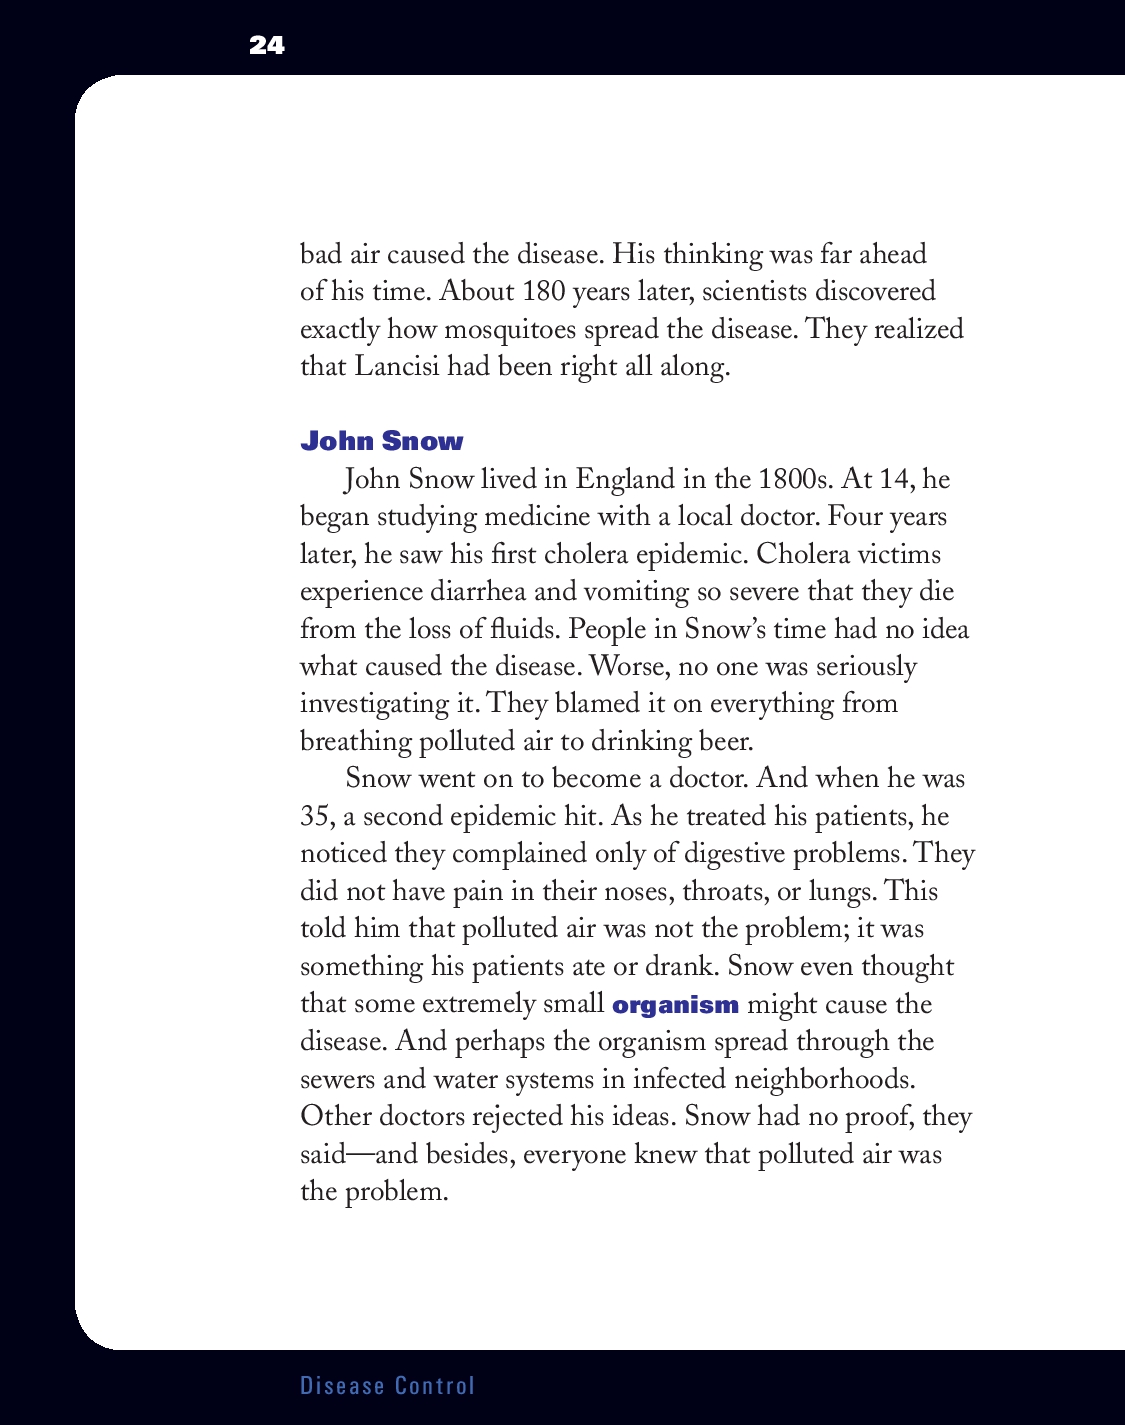 24
bad air caused the disease. His thinking was far ahead
of his time. About 180 years later, scientists discovered
exactly how mosquitoes spread the disease. They realized
that Lancisi had been right all along.
John Snow
John Snow lived in England in the 1800s. At 14, he
began studying medicine with a local doctor. Four years
later, he saw his first cholera epidemic. Cholera victims
experience diarrhea and vomiting so severe that they die
from the loss of fluids. People in Snow’s time had no idea
what caused the disease. Worse, no one was seriously
investigating it. They blamed it on everything from
breathing polluted air to drinking beer.
Snow went on to become a doctor. And when he was
35, a second epidemic hit. As he treated his patients, he
noticed they complained only of digestive problems. They
did not have pain in their noses, throats, or lungs. This
told him that polluted air was not the problem; it was
something his patients ate or drank. Snow even thought
that some extremely small organism might cause the
disease. And perhaps the organism spread through the
sewers and water systems in infected neighborhoods.
Other doctors rejected his ideas. Snow had no proof, they
said—and besides, everyone knew that polluted air was
the problem.
Disease Control